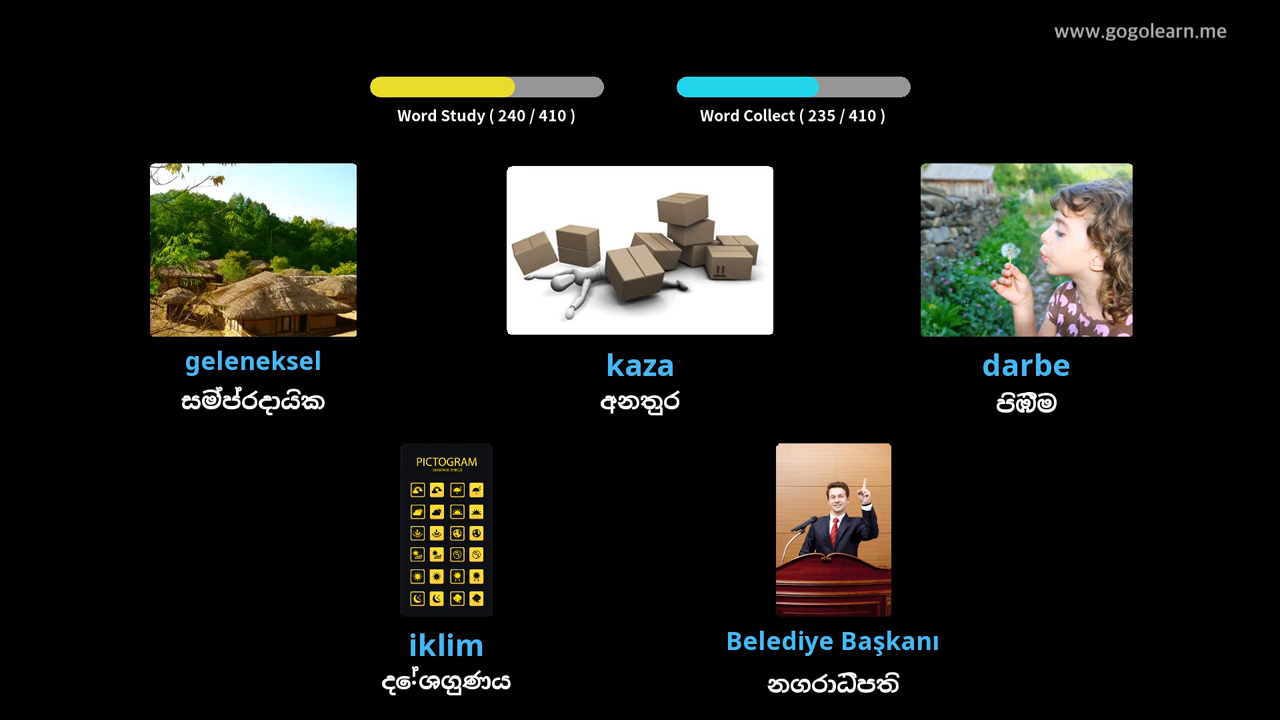 www.gogolearn.me
Word Study ( 240 / 410 )
Word Collect ( 235 / 410 )
geleneksel
සම්ප්රදායික
kaza
අනතුර
darbe
පිඹීම
PICTOGRAM
iklim
දේශගුණය
Belediye Başkanı
නගරාධිපති